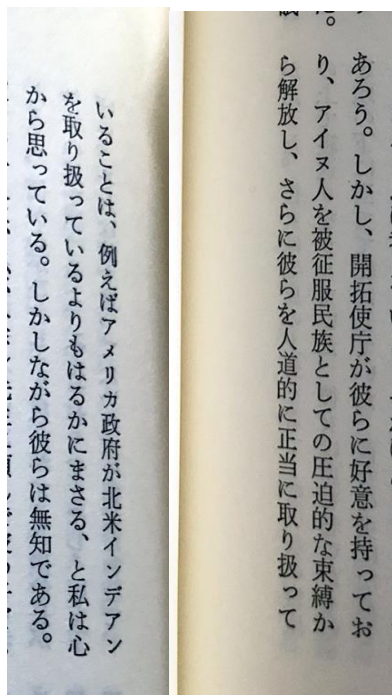 あろう。しかし、開拓使庁が彼らに好意を持ってお
り、アイヌ人を被征服民族としての圧迫的な束縛か
ら解放し、さらに彼らを人道的に正当に取り扱って
いることは、例えばアメリカ政府が北米インデアン
を取り扱っているよりもはるかにまさる、と私は心
から思っている。しかしながら彼らは無知である。